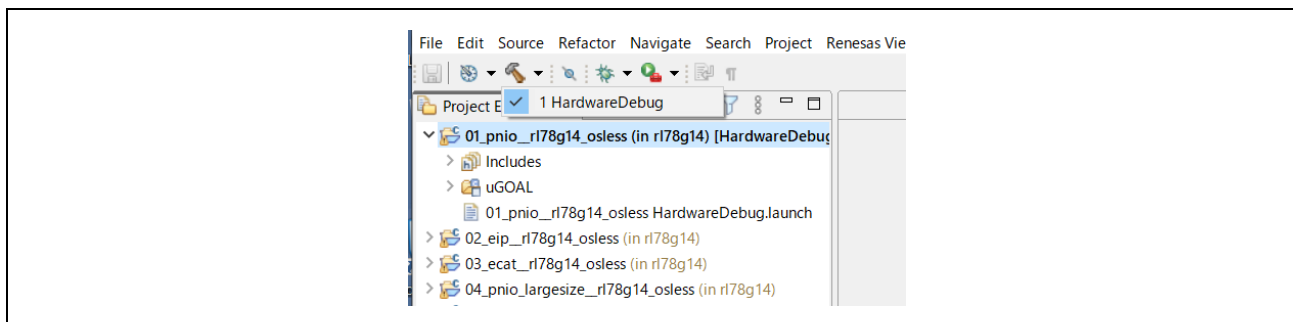 File Edit Source Refactor Navigate Search Project Renesas Vie
Project E
1 HardwareDebug
01_pnio__rl78g14_osless (in rl78g14) [HardwareDebug
Includes
uGOAL
01_pnio__rl78g14_osless HardwareDebug.launch
02_eip__rl78g14_osless (in rl78g14)
03_ecat__rl78g14_osless (in rl78g14)
04_pnio_largesize__rl78g14_osless (in rl78g14)